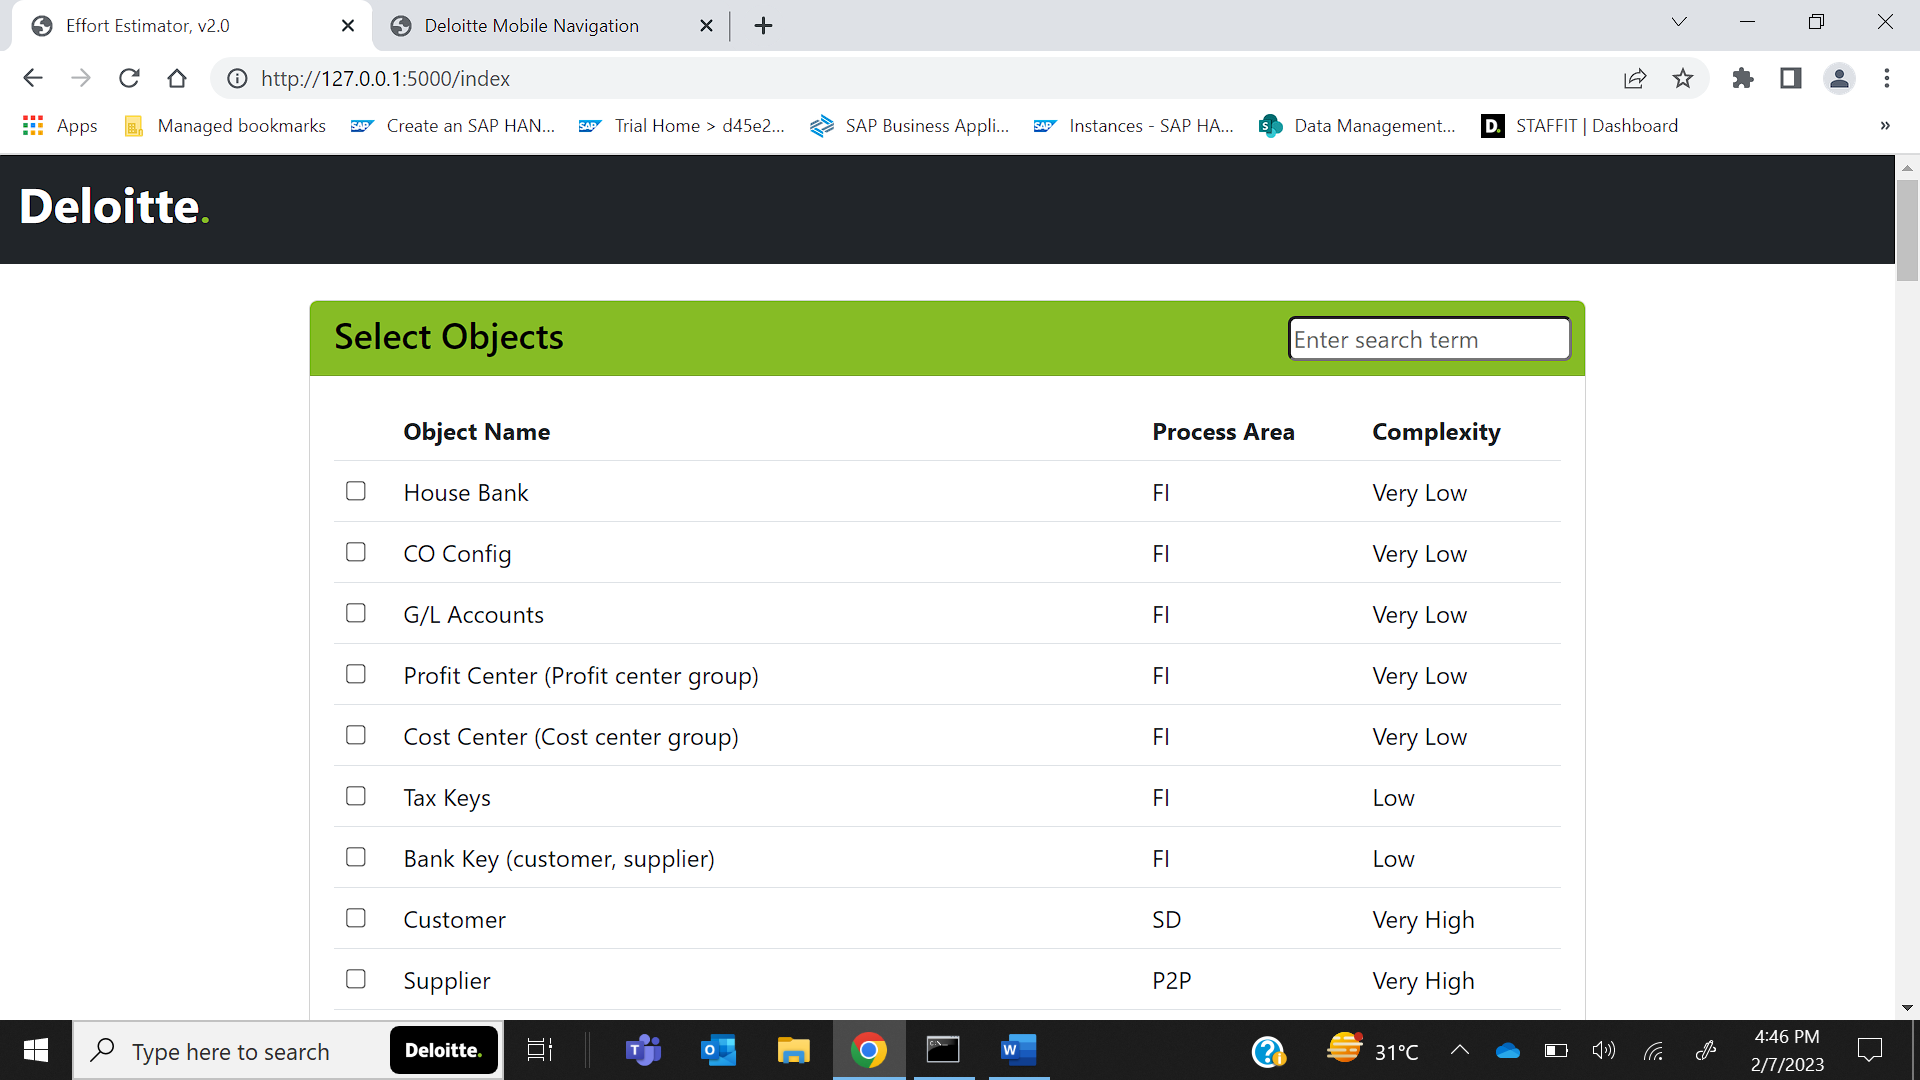 Effort Estimator, v2.0
Deloitte Mobile Navigation
http://127.0.0.1:5000/index
Apps
Managed bookmarks
SAP Create an SAP HAN...
SAP Trial Home > d45e2...
SAP Business Appli...
SAP Instances - SAP HA...
S Data Management...
D. STAFFIT | Dashboard
»
Deloitte.
Select Objects
Enter search term
Object Name Process Area Complexity
House Bank FI Very Low
CO Config FI Very Low
G/L Accounts FI Very Low
Profit Center (Profit center group) FI Very Low
Cost Center (Cost center group) FI Very Low
Tax Keys FI Low
Bank Key (customer, supplier) FI Low
Customer SD Very High
Supplier P2P Very High
Type here to search
Deloitte.
31°C
4:46 PM
2/7/2023